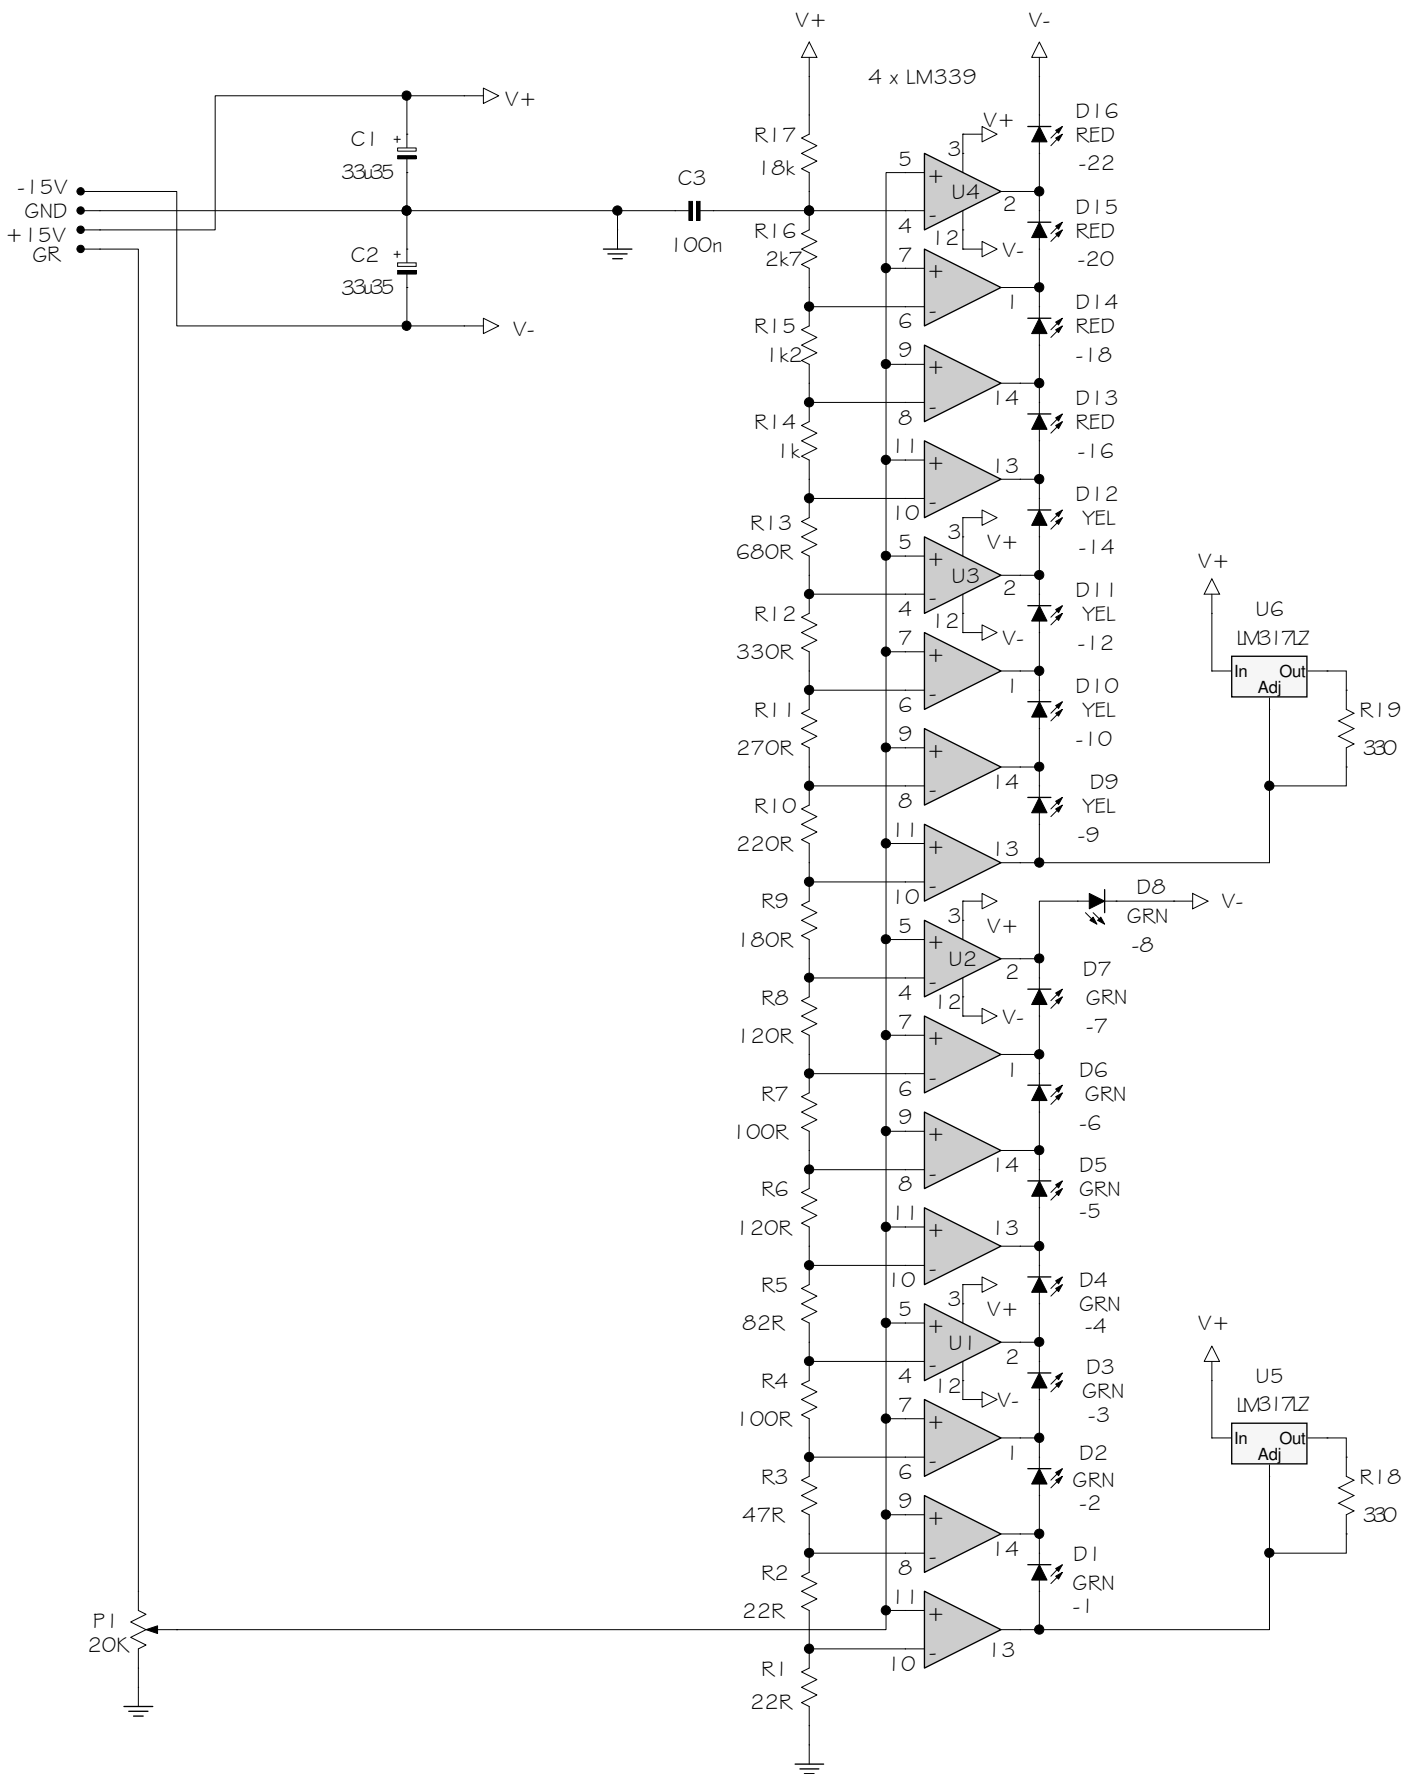 V+
V-
4 x LM339
V+
C1
+
33u35
-15V
GND
+15V
GR
C2
+
33u35
V-
C3
100n
R17
18k
R16
2k7
R15
1k2
R14
1k
R13
680R
R12
330R
R11
270R
R10
220R
R9
180R
R8
120R
R7
100R
R6
120R
R5
82R
R4
100R
R3
47R
R2
22R
R1
22R
P1
20K
5
+
3
V+
U4
2
4
-
12
V-
7
+
1
6
-
9
+
14
8
-
11
+
13
10
-
5
+
3
V+
U3
2
4
-
12
V-
7
+
1
6
-
9
+
14
8
-
11
+
13
10
-
5
+
3
V+
U2
2
4
-
12
V-
7
+
1
6
-
9
+
14
8
-
11
+
13
10
-
5
+
3
V+
U1
2
4
-
12
V-
7
+
1
6
-
9
+
14
8
-
11
+
13
10
-
D16
RED
-22
D15
RED
-20
D14
RED
-18
D13
RED
-16
D12
YEL
-14
D11
YEL
-12
D10
YEL
-10
D9
YEL
-9
D8
GRN
-8
V-
D7
GRN
-7
D6
GRN
-6
D5
GRN
-5
D4
GRN
-4
D3
GRN
-3
D2
GRN
-2
D1
GRN
-1
V+
U6
LM317LZ
In Out
Adj
R19
330
V+
U5
LM317LZ
In Out
Adj
R18
330